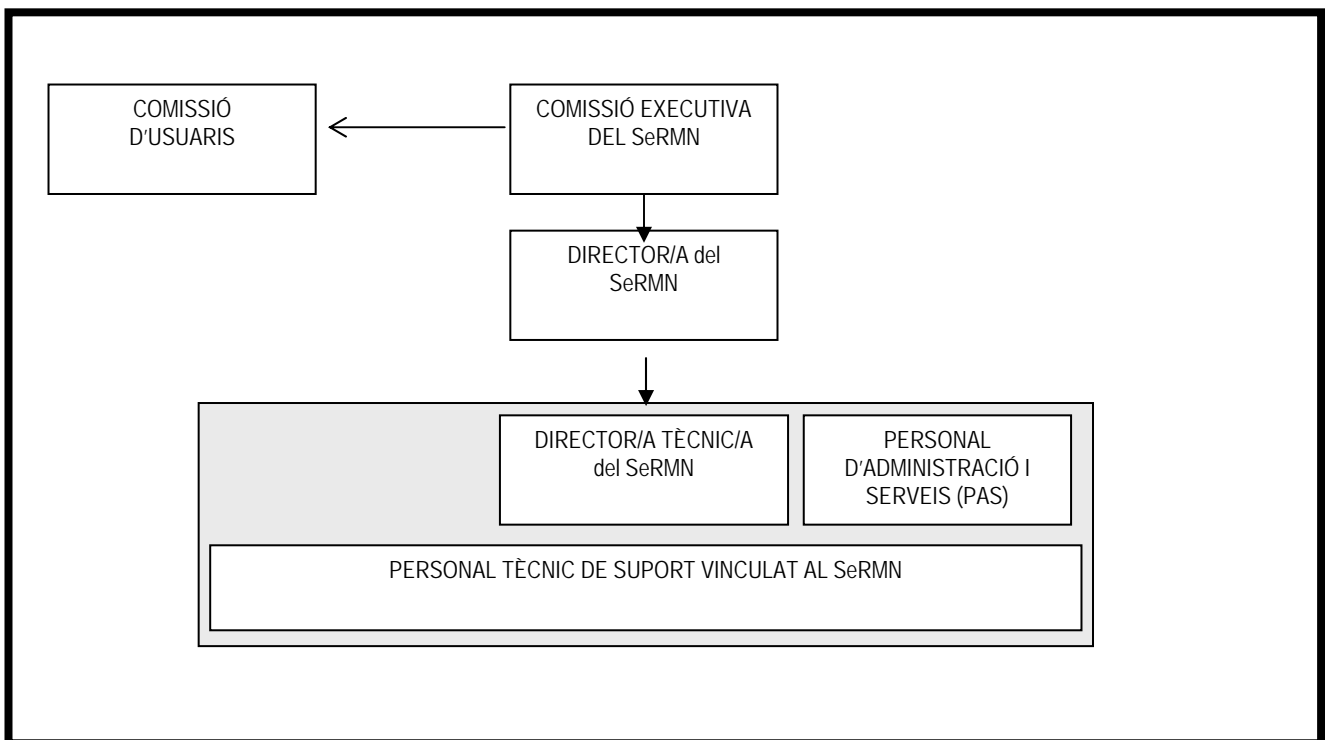 COMISSIÓ
D'USUARIS
COMISSIÓ EXECUTIVA
DEL SeRMN
DIRECTOR/A del
SeRMN
DIRECTOR/A TÈCNIC/A
del SeRMN
PERSONAL
D'ADMINISTRACIÓ I
SERVEIS (PAS)
PERSONAL TÈCNIC DE SUPORT VINCULAT AL SeRMN